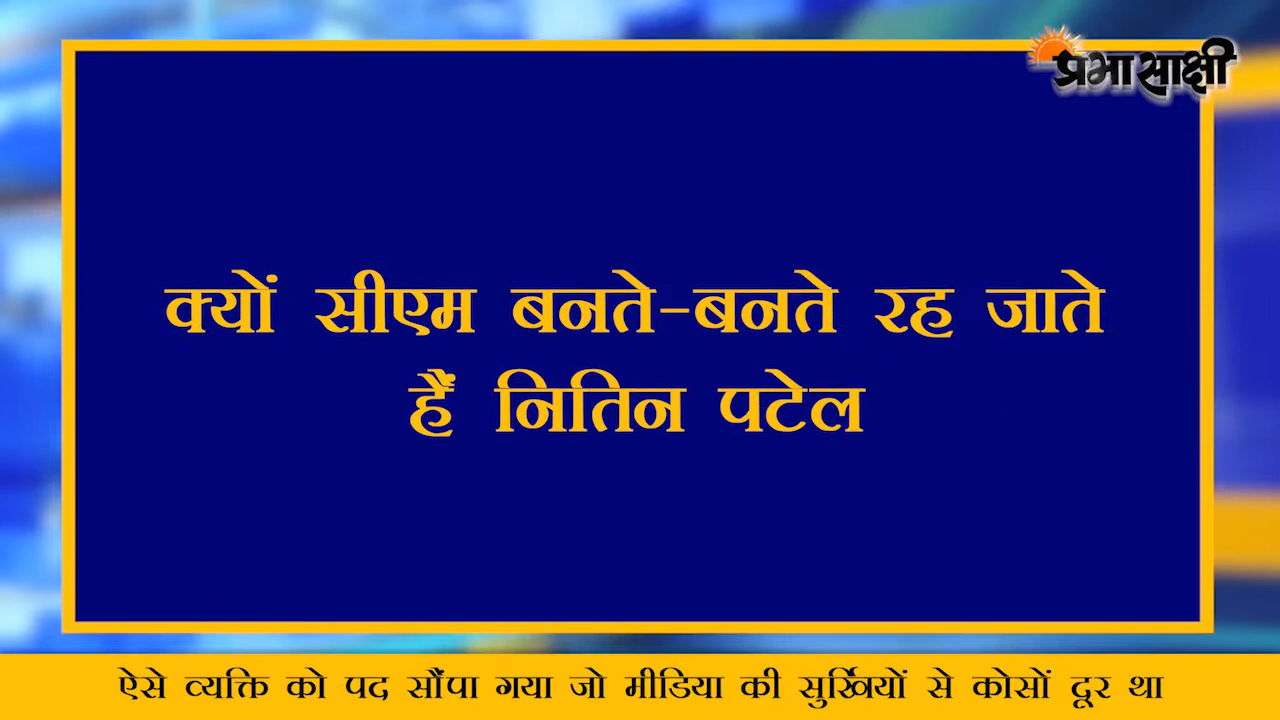 प्रभासाक्षी
क्यों सीएम बनते-बनते रह जाते
हैं नितिन पटेल
ऐसे व्यक्ति को पद सौंपा गया जो मीडिया की सुर्खियों से कोसों दूर था